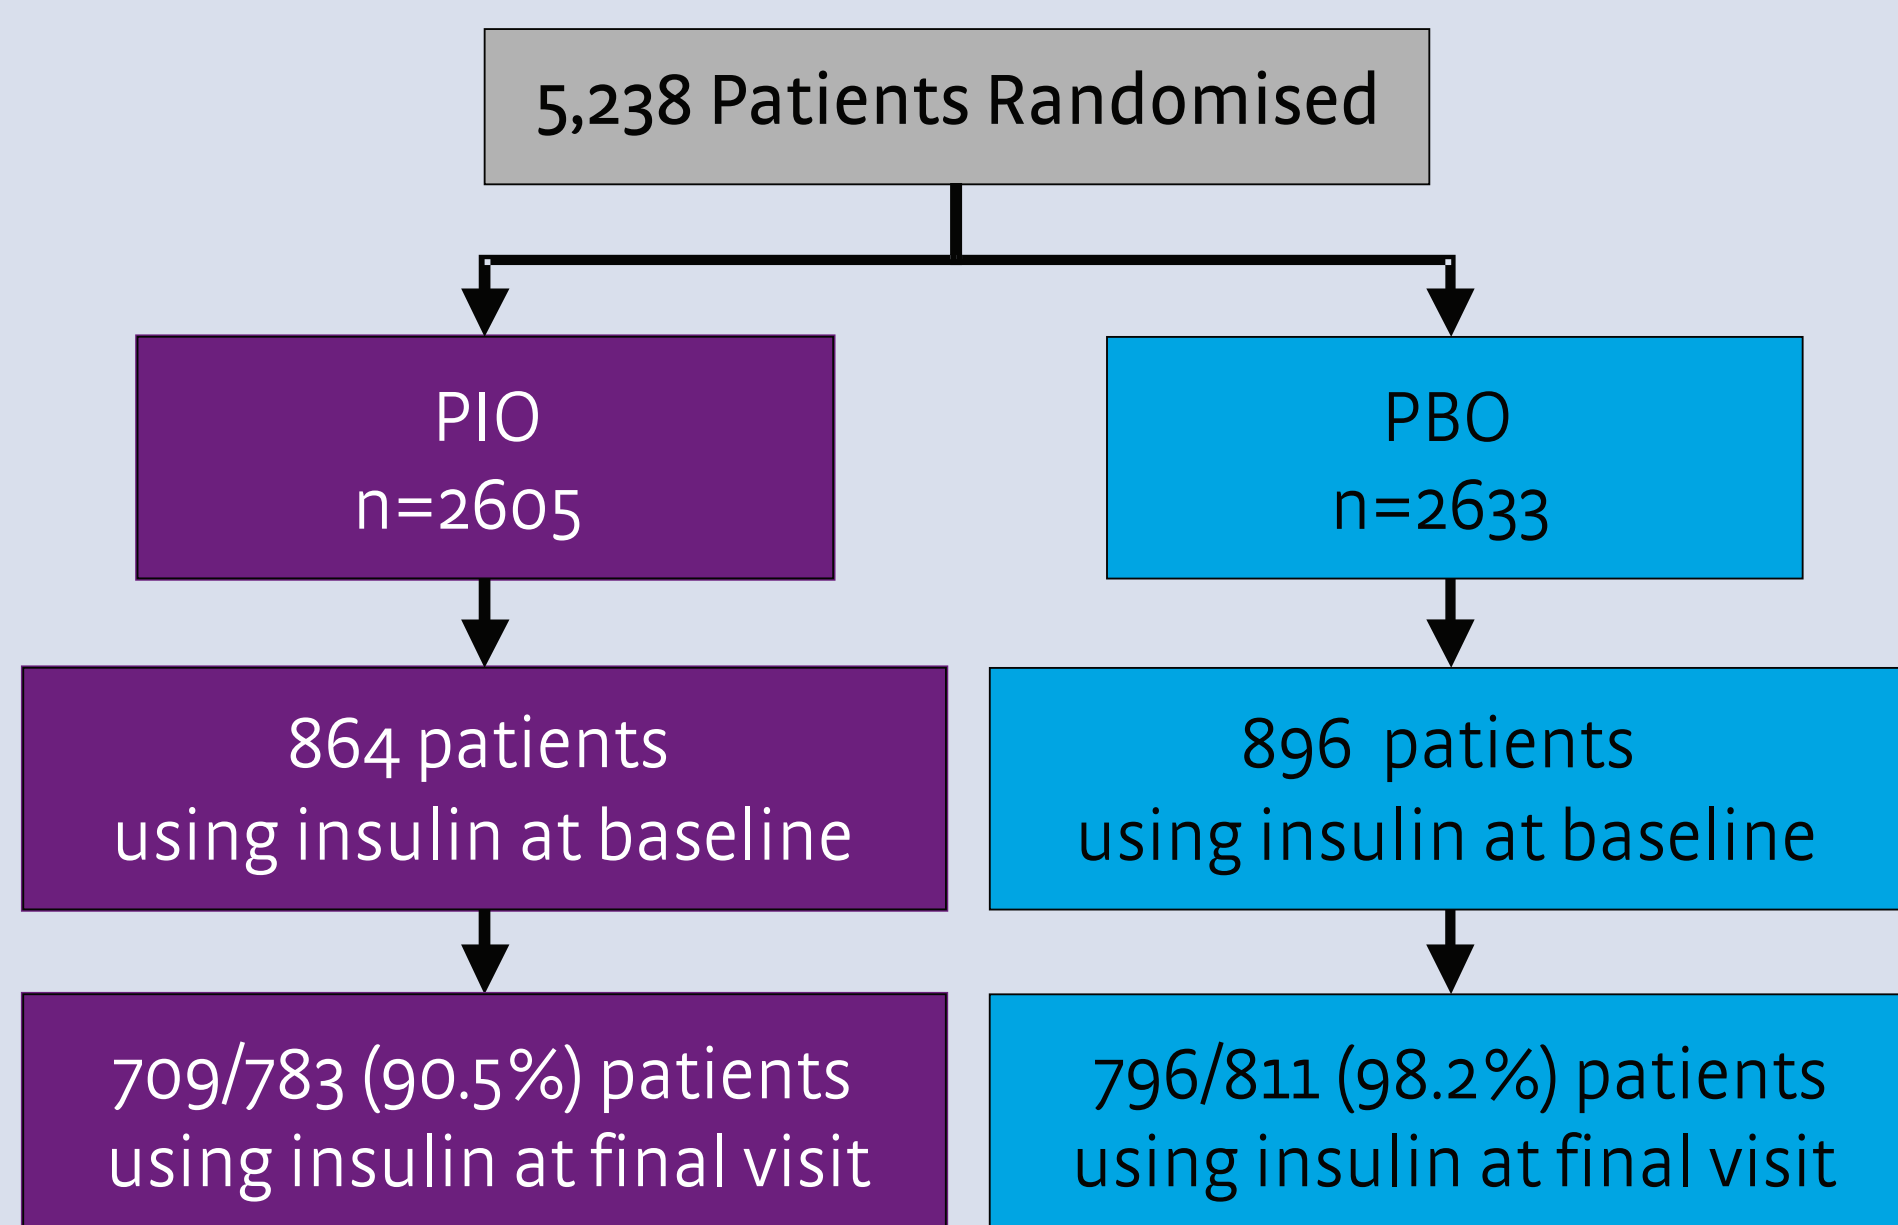 5,238 Patients Randomised
PIO
n=2605
PBO
n=2633
864 patients
using insulin at baseline
896 patients
using insulin at baseline
709/783 (90.5%) patients
using insulin at final visit
796/811 (98.2%) patients
using insulin at final visit